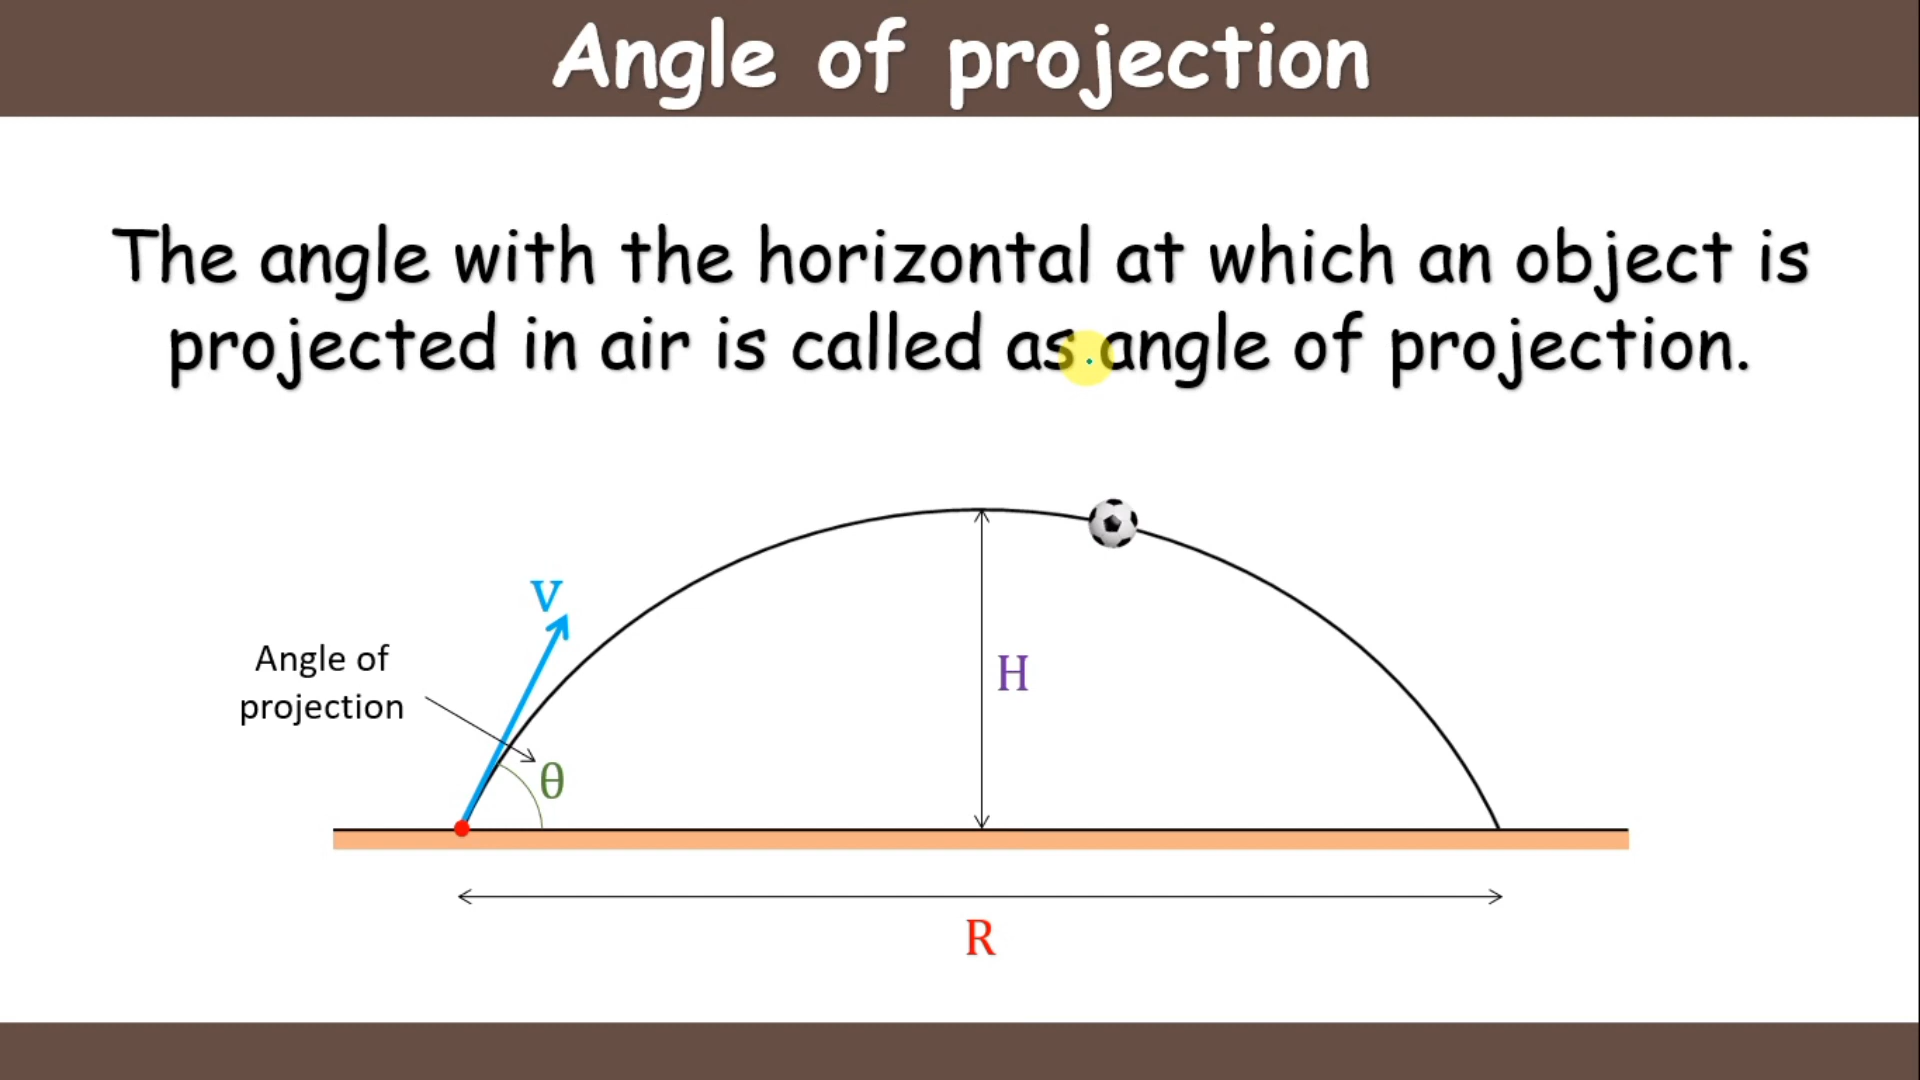 Angle of projection
The angle with the horizontal at which an object is
projected in air is called as angle of projection.
v
Angle of
projection
H
θ
R